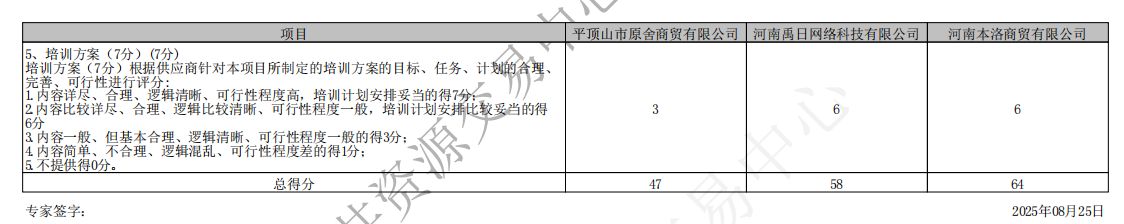 项目 平顶山市原舍商贸有限公司 河南禹日网络科技有限公司 河南本洛商贸有限公司
5、培训方案（7分）(7分)
培训方案（7分）根据供应商针对本项目所制定的培训方案的目标、任务、计划的合理、
完善、可行性进行评分：
1.内容详尽、合理、逻辑清晰、可行性程度高，培训计划安排妥当的得7分；
2.内容比较详尽、合理、逻辑比较清晰、可行性程度一般，培训计划安排比较妥当的得
6分 3 6 6
3.内容一般、但基本合理、逻辑清晰、可行性程度一般的得3分；
4.内容简单、不合理、逻辑混乱、可行性程度差的得1分；
5.不提供得0分。
总得分 47 58 64
专家签字： 2025年08月25日
共资源交易中心
易中心